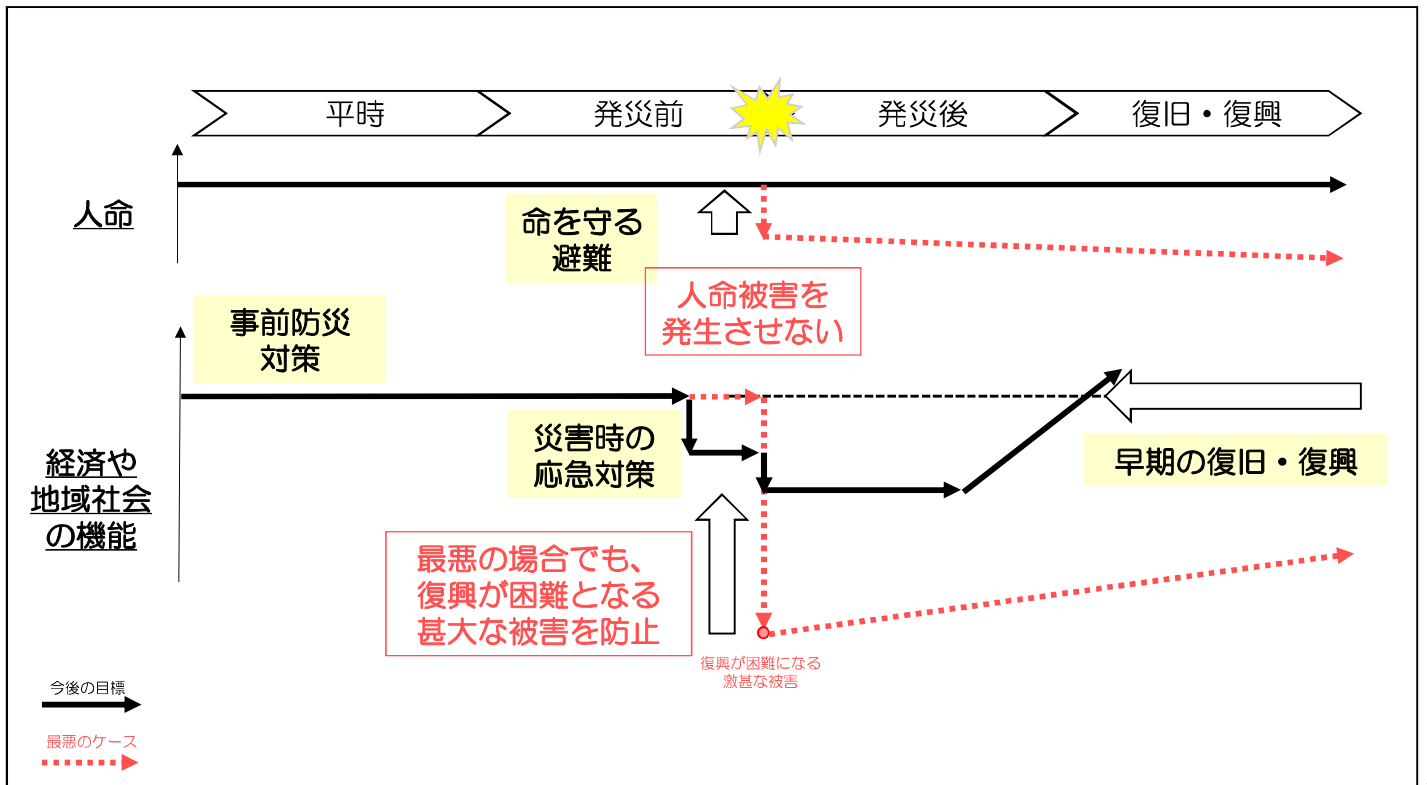 平時
発災前
発災後
復旧・復興
人命
命を守る
避難
人命被害を
発生させない
事前防災
対策
経済や
地域社会
の機能
災害時の
応急対策
早期の復旧・復興
最悪の場合でも、
復興が困難となる
甚大な被害を防止
復興が困難になる
激甚な被害
今後の目標
最悪のケース